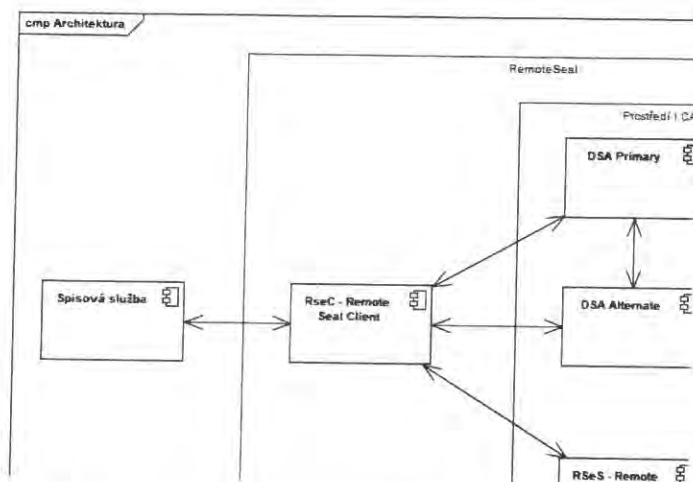 cmp Architektura
RemoteSeal
Prostředí I.CA
DSA Primary
Spisová služba
RseC - Remote
Seal Client
DSA Alternate
RSeS - Remote